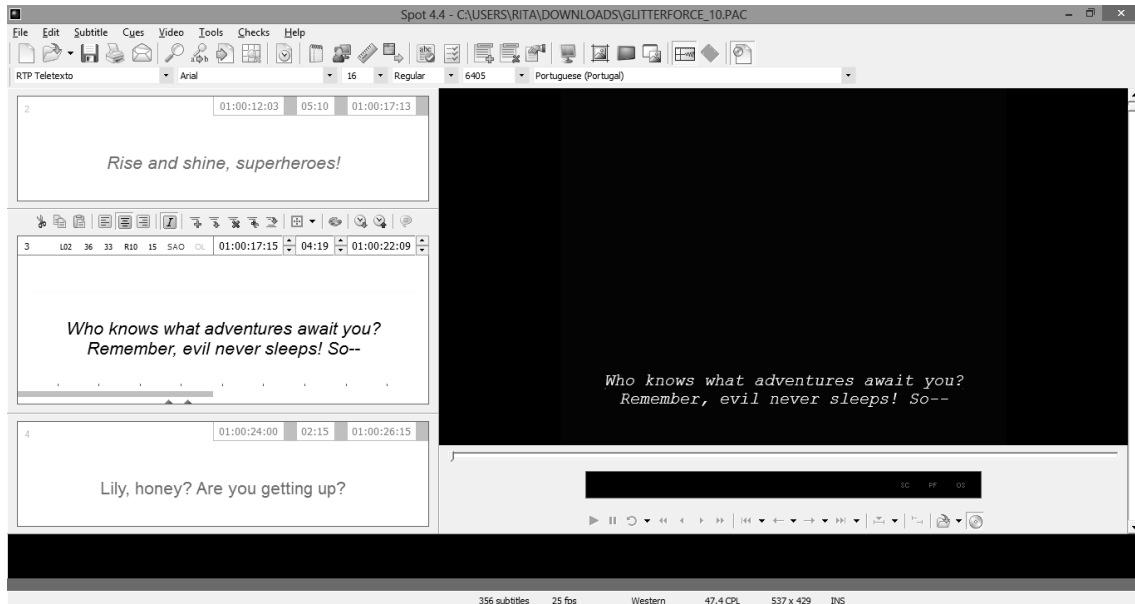 Spot 4.4 - C:\USERS\RITA\DOWNLOADS\GLITTERFORCE_10.PAC
File Edit Subtitle Cues Video Tools Checks Help
abc
RTP Teletexto Arial 16 Regular 6405 Portuguese (Portugal)
2 01:00:12:03 05:10 01:00:17:13
Rise and shine, superheroes!
I
3 L02 36 33 R10 15 SAO OL 01:00:17:15 04:19 01:00:22:09
Who knows what adventures await you?
Remember, evil never sleeps! So--
4 01:00:24:00 02:15 01:00:26:15
Lily, honey? Are you getting up?
Who knows what adventures await you?
Remember, evil never sleeps! So--
SC PF OS
356 subtitles 25 fps Western 47.4 CPL 537 x 429 INS